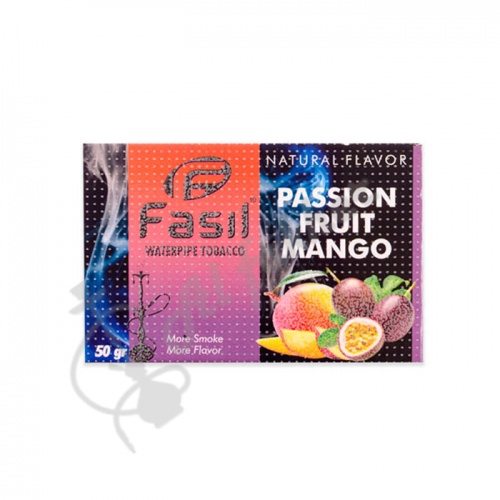 Fasil
WATERPIPE TOBACCO
More Smoke
More Flavor
50 gr
NATURAL FLAVOR
PASSION
FRUIT
MANGO